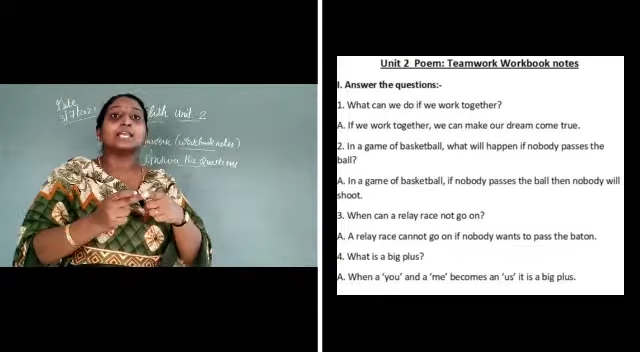 Date
lish Unit 2
work (workbook notes)
Answer the Questions
Unit 2  Poem: Teamwork Workbook notes
I. Answer the questions:-
1. What can we do if we work together?
A. If we work together, we can make our dream come true.
2. In a game of basketball, what will happen if nobody passes the
ball?
A. In a game of basketball, if nobody passes the ball then nobody will
shoot.
3. When can a relay race not go on?
A. A relay race cannot go on if nobody wants to pass the baton.
4. What is a big plus?
A. When a ‘you’ and a ‘me’ becomes an ‘us’ it is a big plus.